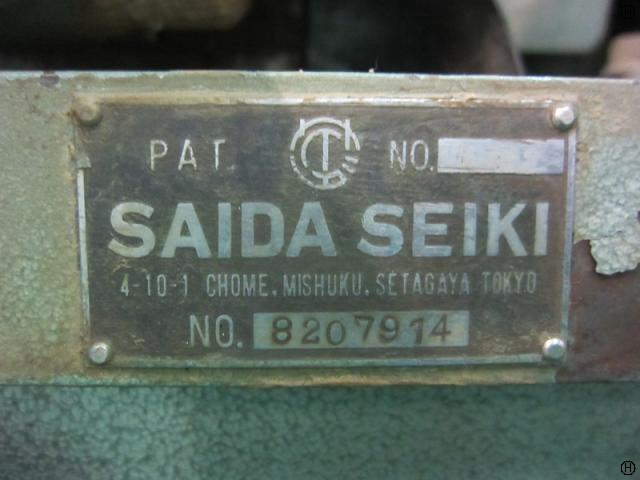 PAT. NO.
SAIDA SEIKI
4-10-1 CHOME, MISHUKU, SETAGAYA TOKYO
NO. 8207914